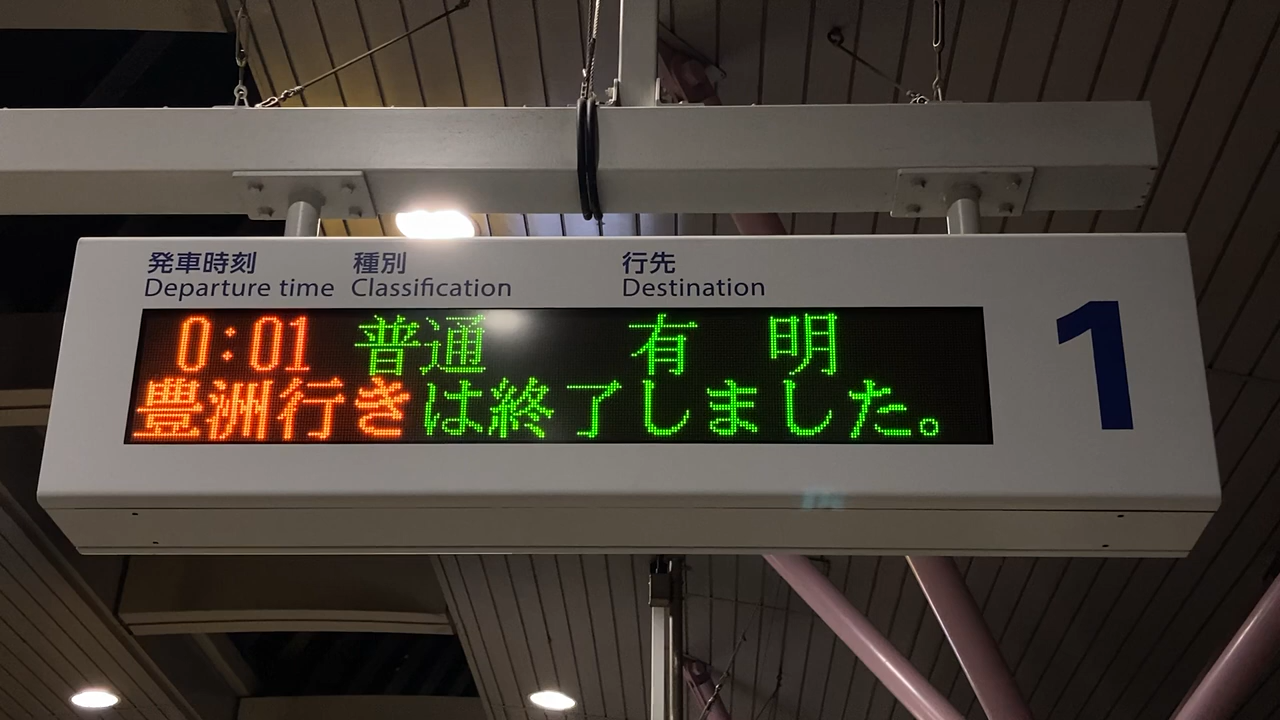 発車時刻 種別 行先
Departure time Classification Destination
0:01 普通 有明
豊洲行きは終了しました。
1